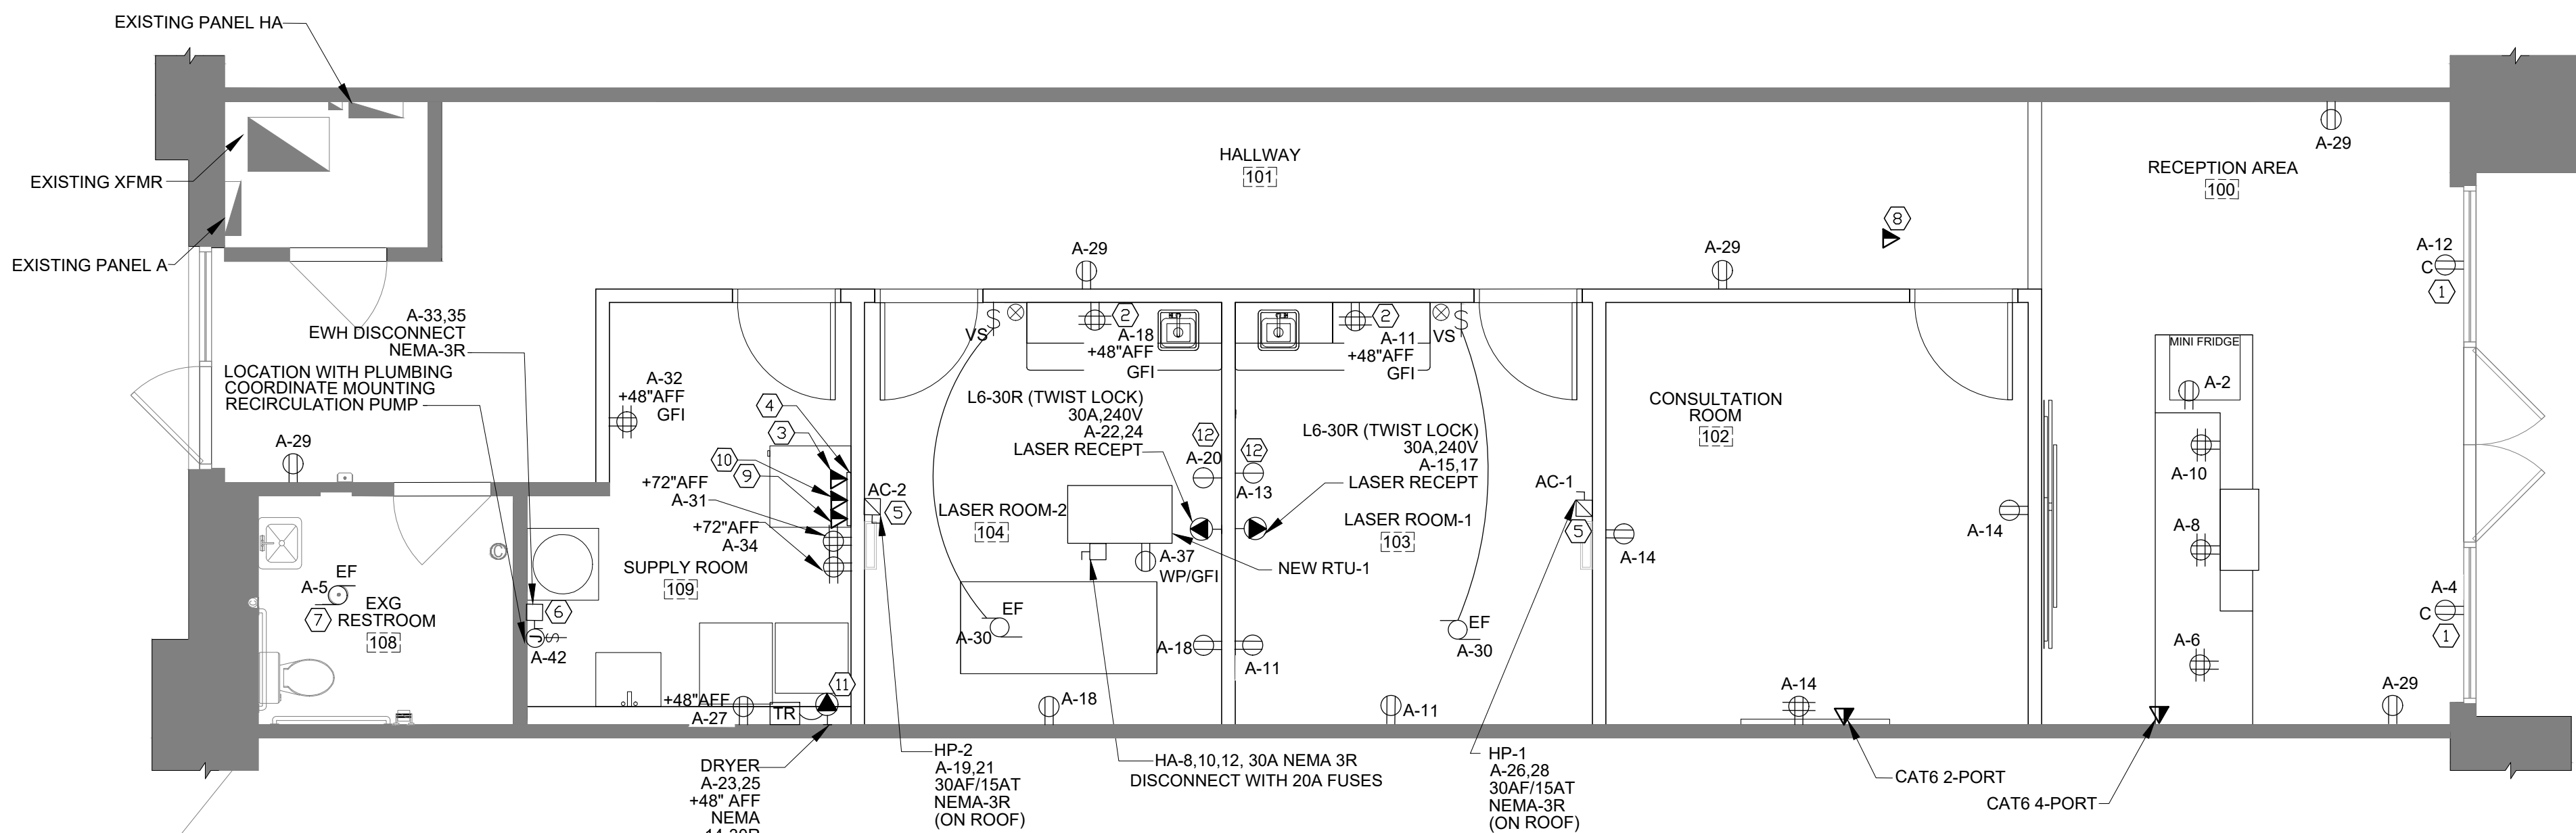 EXISTING PANEL HA
EXISTING XFMR
EXISTING PANEL A
HALLWAY
101
RECEPTION AREA
100
A-29
8
A-12
C
1
A-29
A-29
A-33,35
EWH DISCONNECT
NEMA-3R
LOCATION WITH PLUMBING
COORDINATE MOUNTING
RECIRCULATION PUMP
A-29
A-32
+48"AFF
GFI
4
3
10
9
+72"AFF
A-31
+72"AFF
A-34
SUPPLY ROOM
109
VS
S
2
A-18
+48"AFF
GFI
L6-30R (TWIST LOCK)
30A,240V
A-22,24
LASER RECEPT
12
A-20
AC-2
5
LASER ROOM-2
104
A-37
WP/GFI
NEW RTU-1
EF
A-30
A-18
A-18
2
A-11
+48"AFF
GFI
VS
S
12
A-13
L6-30R (TWIST LOCK)
30A,240V
A-15,17
LASER RECEPT
LASER ROOM-1
103
AC-1
5
EF
A-30
A-11
A-11
CONSULTATION
ROOM
102
A-14
A-14
A-14
MINI FRIDGE
A-2
A-10
A-8
A-6
A-4
C
1
A-29
EF
A-5
7
EXG
RESTROOM
108
6
J
S
A-42
+48"AFF
A-27
TR
11
DRYER
A-23,25
+48" AFF
NEMA
14-30R
HP-2
A-19,21
30AF/15AT
NEMA-3R
(ON ROOF)
HA-8,10,12, 30A NEMA 3R
DISCONNECT WITH 20A FUSES
HP-1
A-26,28
30AF/15AT
NEMA-3R
(ON ROOF)
CAT6 2-PORT
CAT6 4-PORT